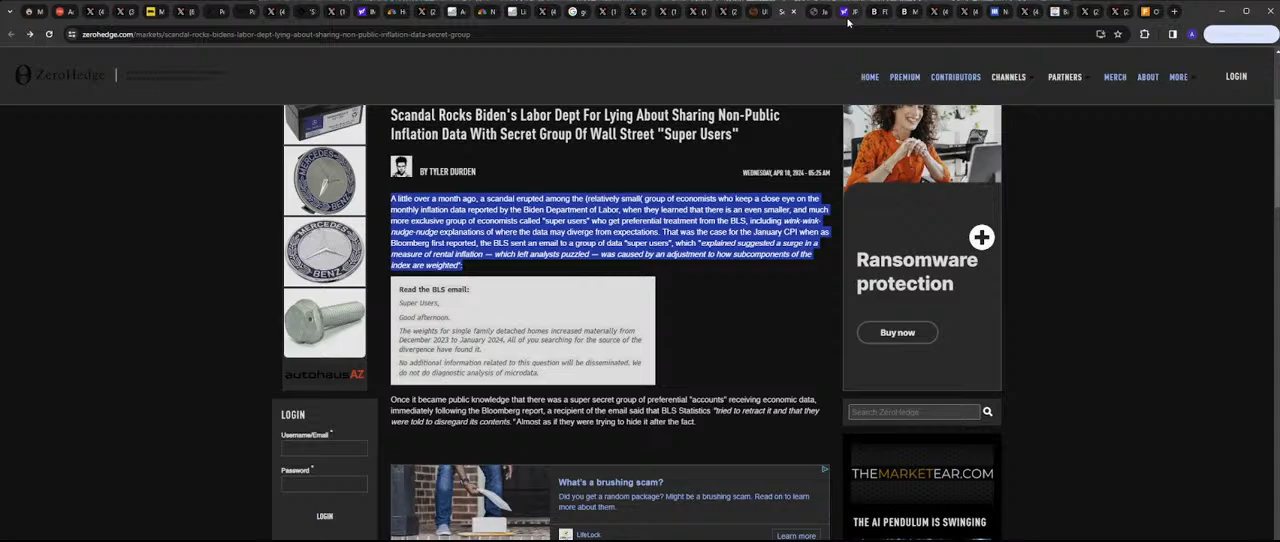 zerohedge.com/markets/scandal-rocks-bidens-labor-dept-lying-about-sharing-non-public-inflation-data-secret-group
ZeroHedge
HOME
PREMIUM
CONTRIBUTORS
CHANNELS
PARTNERS
MERCH
ABOUT
MORE
LOGIN
Scandal Rocks Biden's Labor Dept For Lying About Sharing Non-Public
Inflation Data With Secret Group Of Wall Street "Super Users"
BY TYLER DURDEN
WEDNESDAY, APR 10, 2024 - 05:25 AM
A little over a month ago, a scandal erupted among the (relatively small( group of economists who keep a close eye on the
monthly inflation data reported by the Biden Department of Labor, when they learned that there is an even smaller, and much
more exclusive group of economists called "super users" who get preferential treatment from the BLS, including wink-wink-
nudge-nudge explanations of where the data may diverge from expectations. That was the case for the January CPI when as
Bloomberg first reported, the BLS sent an email to a group of data "super users", which "explained suggested a surge in a
measure of rental inflation — which left analysts puzzled — was caused by an adjustment to how subcomponents of the
index are weighted":
Read the BLS email:
Super Users,
Good afternoon.
The weights for single family detached homes increased materially from
December 2023 to January 2024. All of you searching for the source of the
divergence have found it.
No additional information related to this question will be disseminated. We
do not do diagnostic analysis of microdata.
Once it became public knowledge that there was a super secret group of preferential "accounts" receiving economic data,
immediately following the Bloomberg report, a recipient of the email said that BLS Statistics "tried to retract it and that they
were told to disregard its contents." Almost as if they were trying to hide it after the fact.
What's a brushing scam?
Did you get a random package? Might be a brushing scam. Read on to learn
more about them.
LifeLock
Learn more
MERCEDES
BENZ
MERCEDES
BENZ
autohausAZ
LOGIN
Username/Email *
Password *
LOGIN
Ransomware
protection
Buy now
Search ZeroHedge
THEMARKETEAR.COM
THE AI PENDULUM IS SWINGING